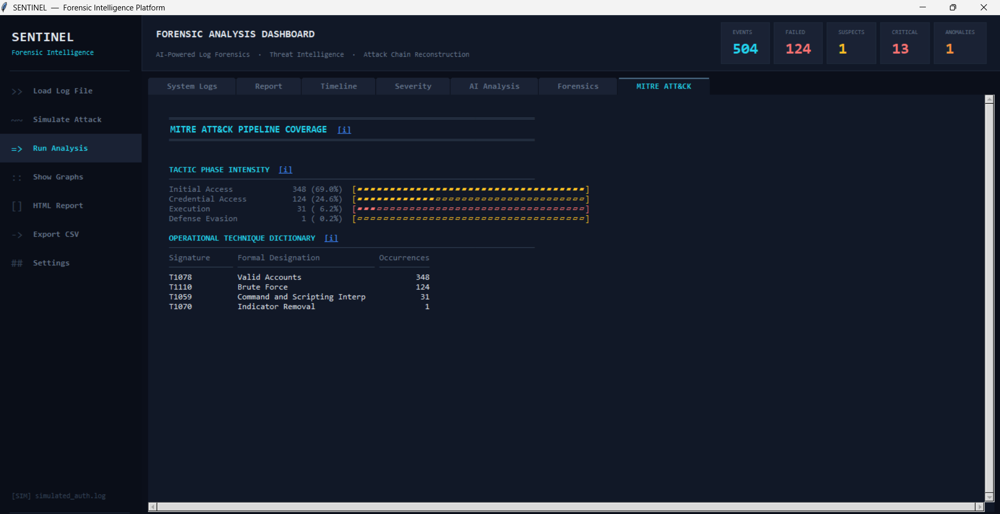 SENTINEL — Forensic Intelligence Platform
SENTINEL
Forensic Intelligence
>> Load Log File
~~ Simulate Attack
=> Run Analysis
:: Show Graphs
[] HTML Report
-> Export CSV
## Settings
[SIM] simulated_auth.log
FORENSIC ANALYSIS DASHBOARD
AI-Powered Log Forensics · Threat Intelligence · Attack Chain Reconstruction
EVENTS FAILED SUSPECTS CRITICAL ANOMALIES
504 124 1 13 1
System Logs Report Timeline Severity AI Analysis Forensics MITRE ATT&CK
MITRE ATT&CK PIPELINE COVERAGE [i]
TACTIC PHASE INTENSITY [i]
Initial Access 348 (69.0%)
Credential Access 124 (24.6%)
Execution 31 ( 6.2%)
Defense Evasion 1 ( 0.2%)
OPERATIONAL TECHNIQUE DICTIONARY [i]
Signature Formal Designation Occurrences
T1078 Valid Accounts 348
T1110 Brute Force 124
T1059 Command and Scripting Interp 31
T1070 Indicator Removal 1